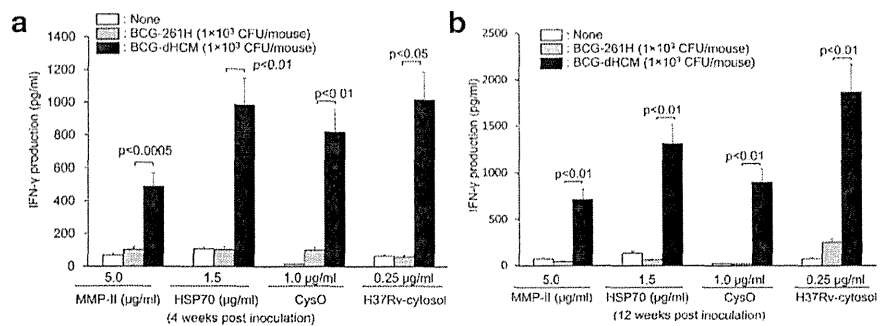 a
: None
: BCG-261H (1×10³ CFU/mouse)
: BCG-dHCM (1×10³ CFU/mouse)
IFN-γ production (pg/ml)
1400
1200
1000
800
600
400
200
0
p<0.0005
p<0.01
p<0.01
p<0.05
5.0
1.5
1.0 µg/ml
0.25 µg/ml
MMP-II (µg/ml)
HSP70 (µg/ml)
CysO
H37Rv-cytosol
(4 weeks post inoculation)
b
: None
: BCG-261H (1×10³ CFU/mouse)
: BCG-dHCM (1×10³ CFU/mouse)
IFN-γ production (pg/ml)
2500
2000
1500
1000
500
0
p<0.01
p<0.01
p<0.01
p<0.01
5.0
1.5
1.0 µg/ml
0.25 µg/ml
MMP-II (µg/ml)
HSP70 (µg/ml)
CysO
H37Rv-cytosol
(12 weeks post inoculation)